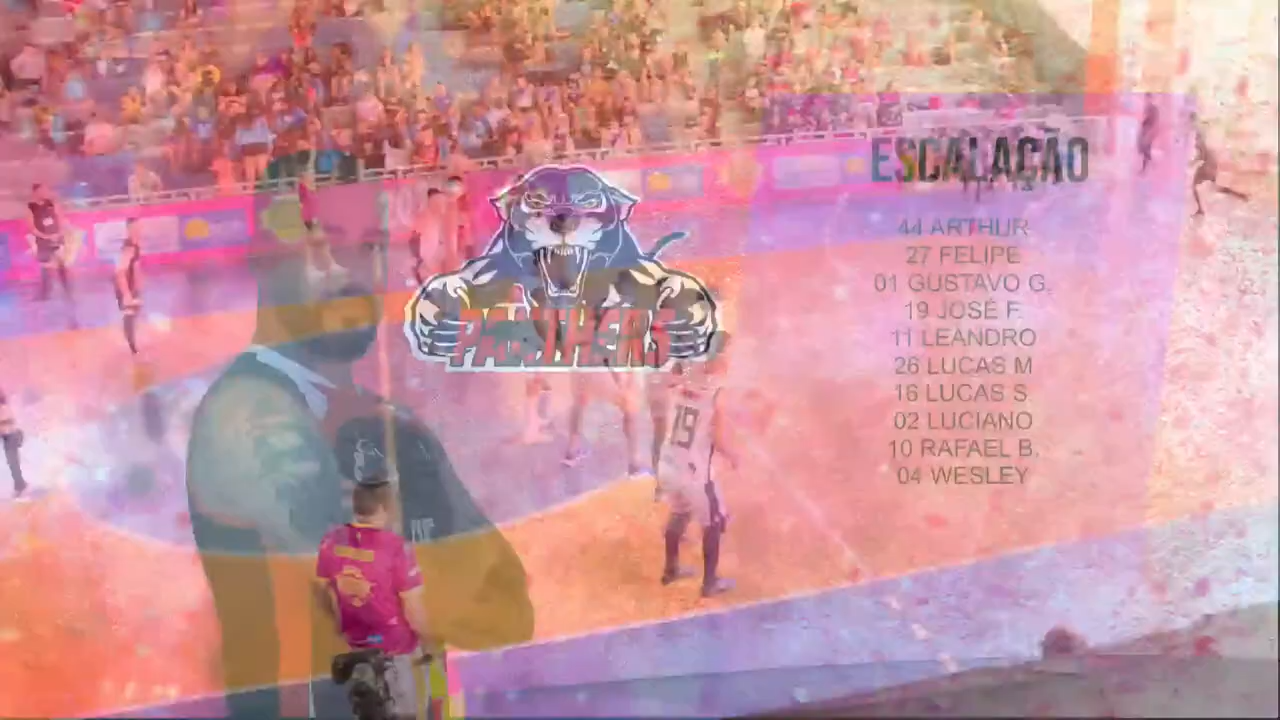 ESCALAÇÃO
PANTHERS
44 ARTHUR
27 FELIPE
01 GUSTAVO G.
19 JOSÉ F.
11 LEANDRO
26 LUCAS M
16 LUCAS S.
02 LUCIANO
10 RAFAEL B.
04 WESLEY
19